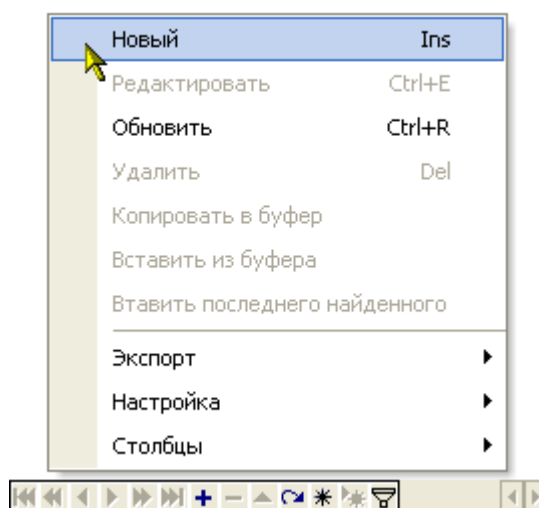 Новый Ins
Редактировать Ctrl+E
Обновить Ctrl+R
Удалить Del
Копировать в буфер
Вставить из буфера
Втавить последнего найденного
Экспорт
Настройка
Столбцы